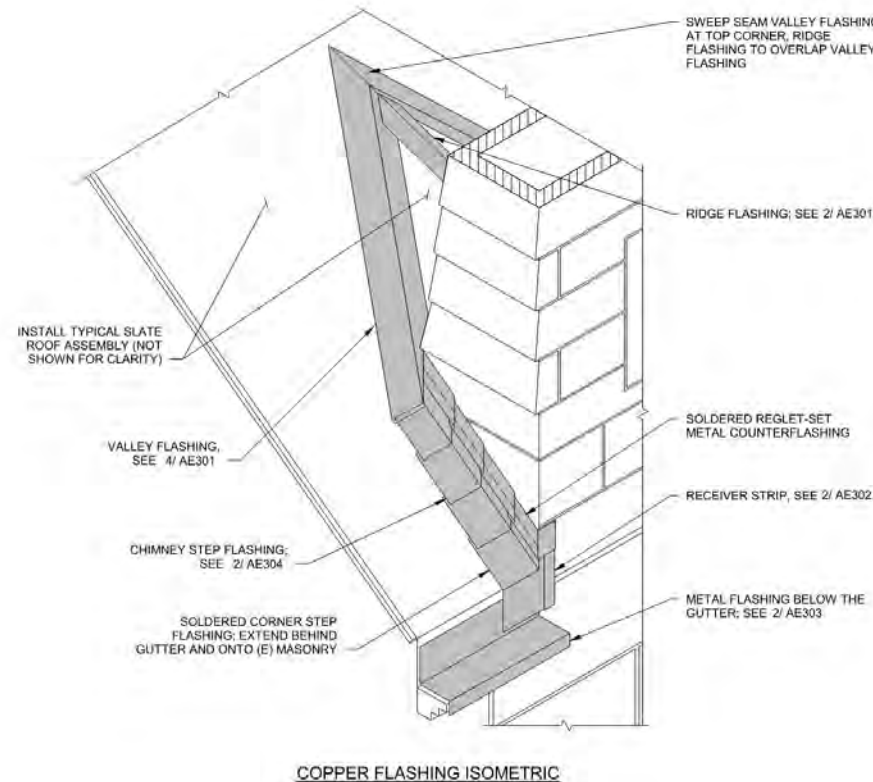 SWEEP SEAM VALLEY FLASHING
AT TOP CORNER, RIDGE
FLASHING TO OVERLAP VALLEY
FLASHING
RIDGE FLASHING; SEE 2/ AE301
INSTALL TYPICAL SLATE
ROOF ASSEMBLY (NOT
SHOWN FOR CLARITY)
VALLEY FLASHING,
SEE 4/ AE301
SOLDERED REGLET-SET
METAL COUNTERFLASHING
RECEIVER STRIP, SEE 2/ AE302
CHIMNEY STEP FLASHING;
SEE 2/ AE304
METAL FLASHING BELOW THE
GUTTER; SEE 2/ AE303
SOLDERED CORNER STEP
FLASHING; EXTEND BEHIND
GUTTER AND ONTO (E) MASONRY
COPPER FLASHING ISOMETRIC